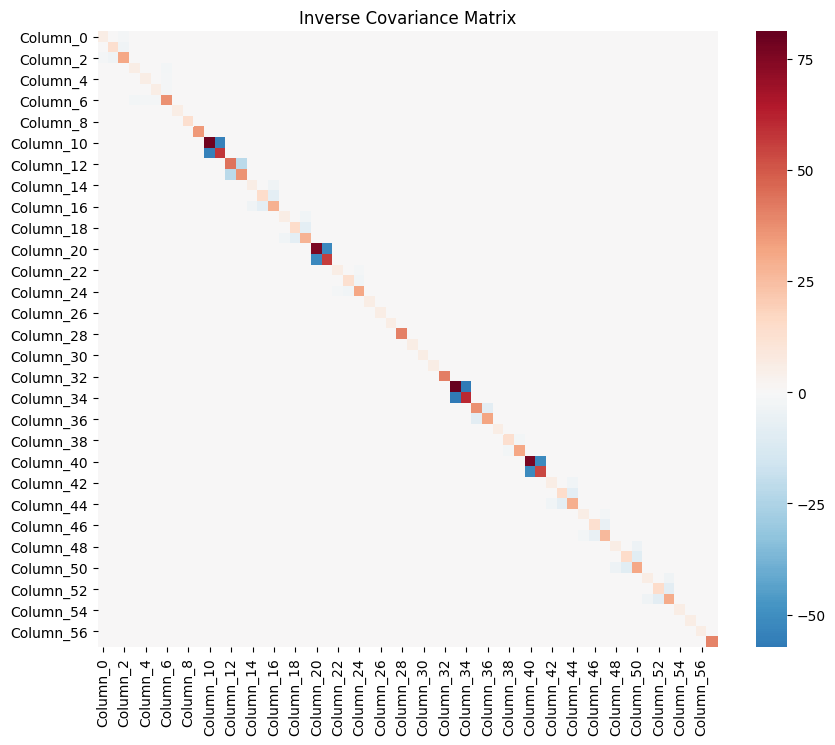 Inverse Covariance Matrix
Column_0
Column_2
Column_4
Column_6
Column_8
Column_10
Column_12
Column_14
Column_16
Column_18
Column_20
Column_22
Column_24
Column_26
Column_28
Column_30
Column_32
Column_34
Column_36
Column_38
Column_40
Column_42
Column_44
Column_46
Column_48
Column_50
Column_52
Column_54
Column_56
Column_0
Column_2
Column_4
Column_6
Column_8
Column_10
Column_12
Column_14
Column_16
Column_18
Column_20
Column_22
Column_24
Column_26
Column_28
Column_30
Column_32
Column_34
Column_36
Column_38
Column_40
Column_42
Column_44
Column_46
Column_48
Column_50
Column_52
Column_54
Column_56
75
50
25
0
−25
−50